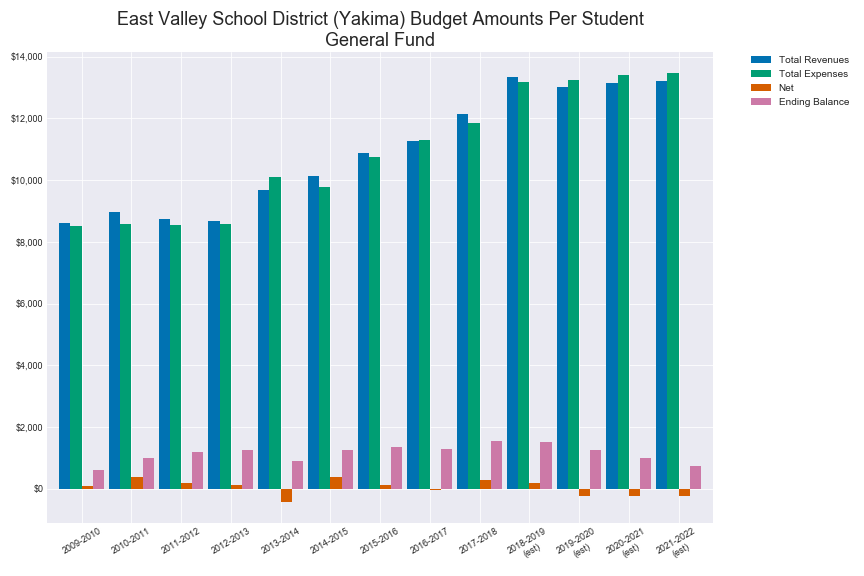 East Valley School District (Yakima) Budget Amounts Per Student
General Fund
Total Revenues
Total Expenses
Net
Ending Balance
$14,000
$12,000
$10,000
$8,000
$6,000
$4,000
$2,000
$0
2009-2010
2010-2011
2011-2012
2012-2013
2013-2014
2014-2015
2015-2016
2016-2017
2017-2018
2018-2019
(est)
2019-2020
(est)
2020-2021
(est)
2021-2022
(est)